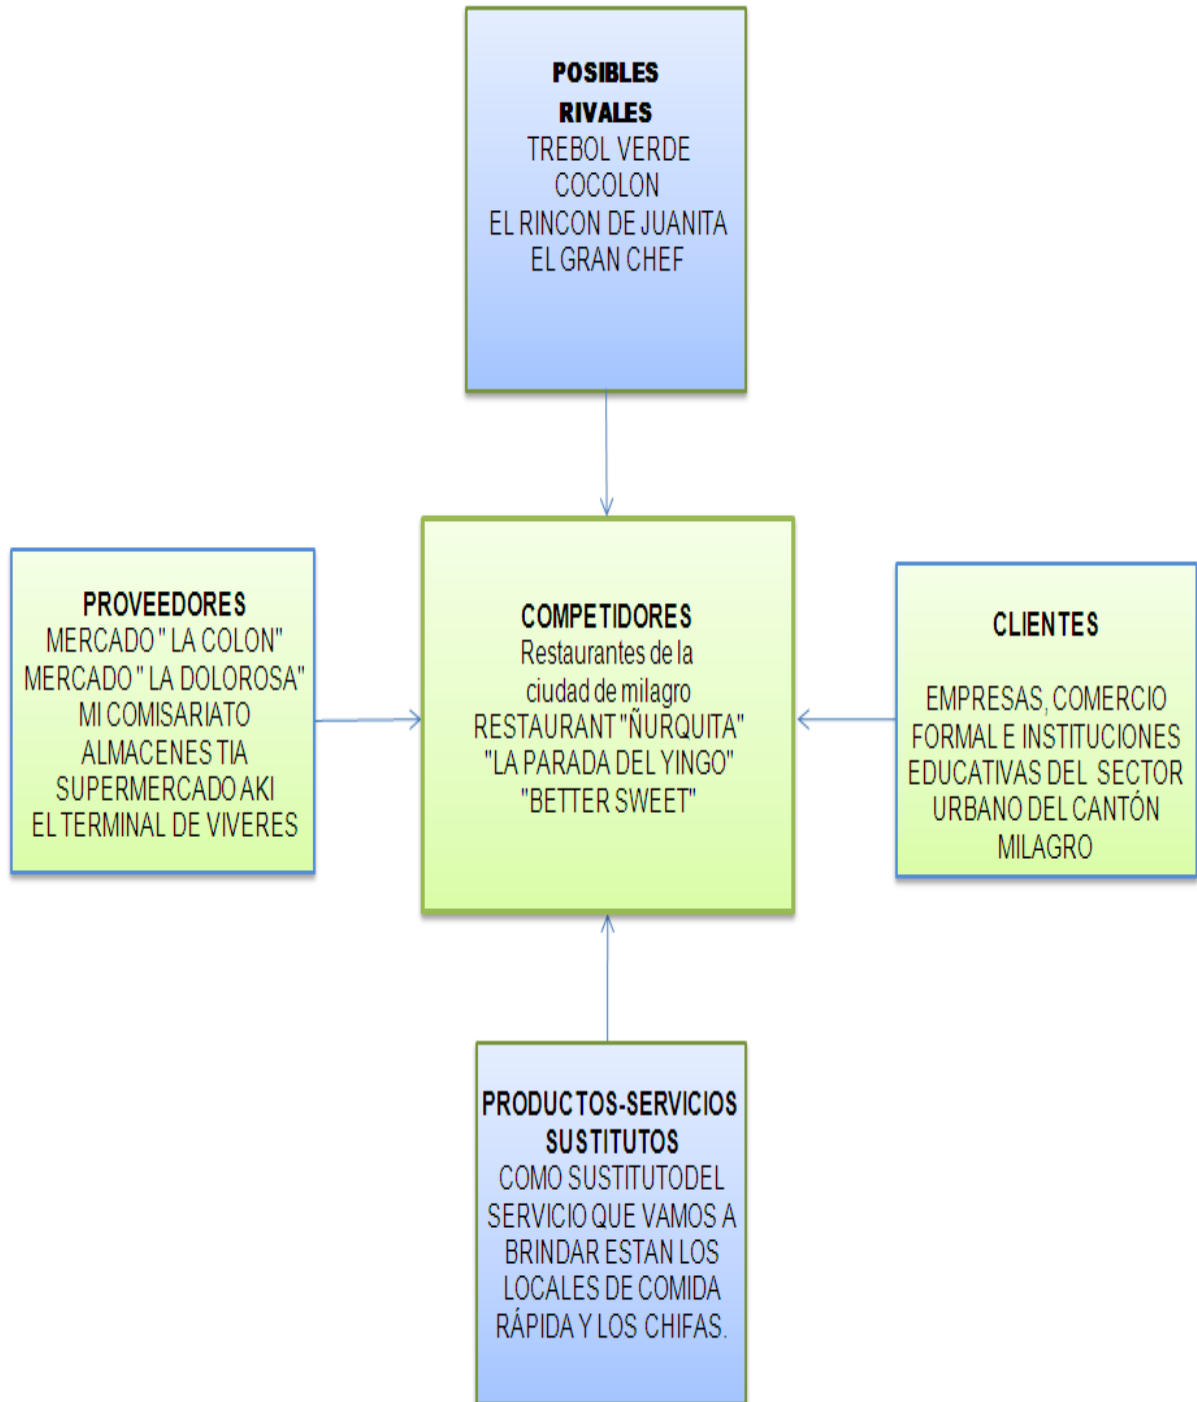 POSIBLES
RIVALES
TREBOL VERDE
COCOLON
EL RINCON DE JUANITA
EL GRAN CHEF
PROVEEDORES
MERCADO " LA COLON"
MERCADO " LA DOLOROSA"
MI COMISARIATO
ALMACENES TIA
SUPERMERCADO AKI
EL TERMINAL DE VIVERES
COMPETIDORES
Restaurantes de la
ciudad de milagro
RESTAURANT "ÑURQUITA"
"LA PARADA DEL YINGO"
"BETTER SWEET"
CLIENTES
EMPRESAS, COMERCIO
FORMAL E INSTITUCIONES
EDUCATIVAS DEL SECTOR
URBANO DEL CANTÓN
MILAGRO
PRODUCTOS-SERVICIOS
SUSTITUTOS
COMO SUSTITUTODEL
SERVICIO QUE VAMOS A
BRINDAR ESTAN LOS
LOCALES DE COMIDA
RÁPIDA Y LOS CHIFAS.